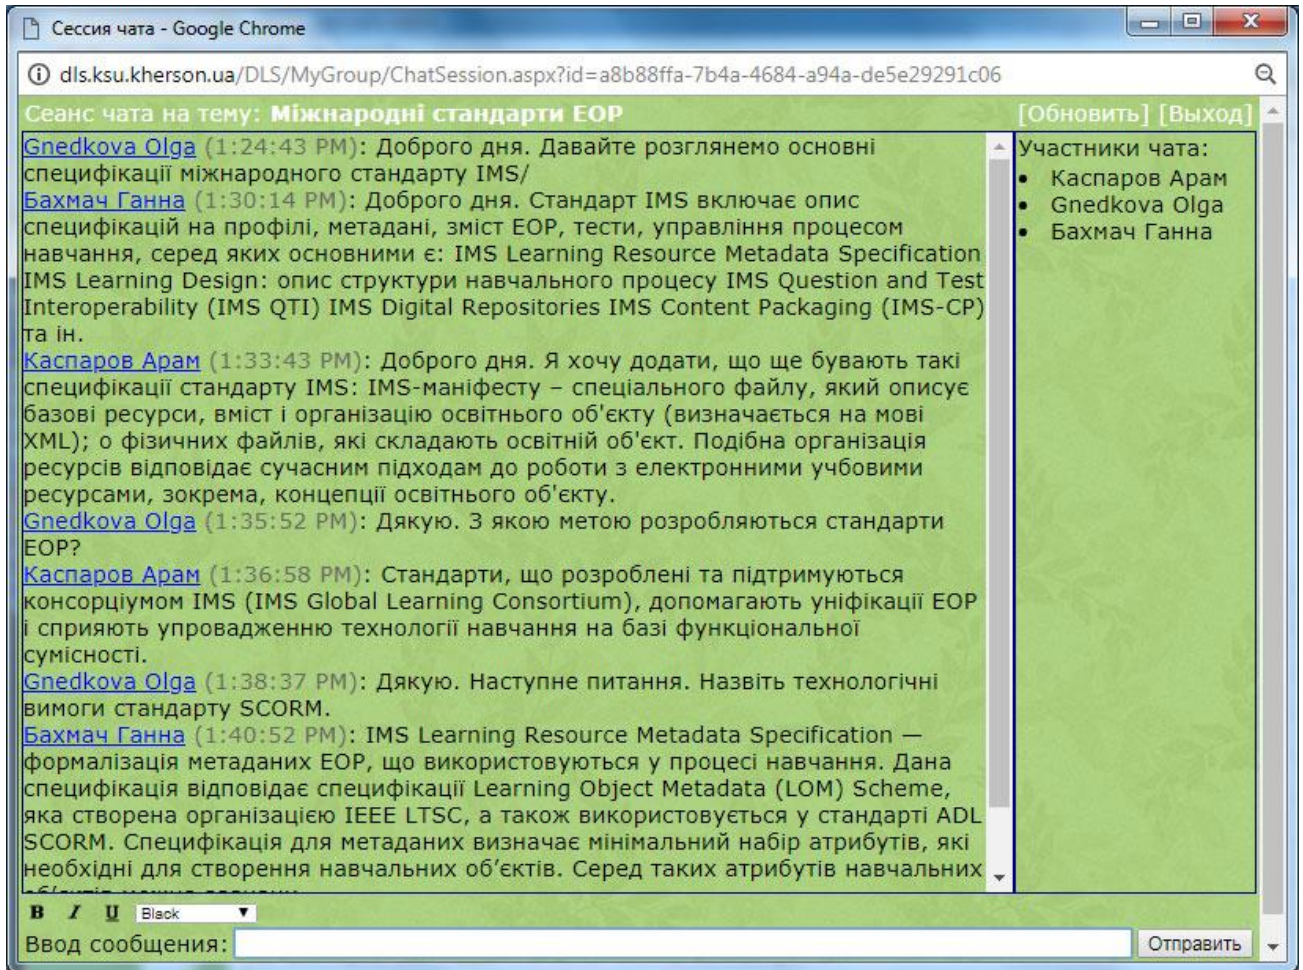 Сессия чата - Google Chrome
dls.ksu.kherson.ua/DLS/MyGroup/ChatSession.aspx?id=a8b88ffa-7b4a-4684-a94a-de5e29291c06
Сеанс чата на тему: Міжнародні стандарти ЕОР
[Обновить] [Выход]
Gnedkova Olga (1:24:43 PM): Доброго дня. Давайте розглянемо основні
специфікації міжнародного стандарту IMS/
Бахмач Ганна (1:30:14 PM): Доброго дня. Стандарт IMS включає опис
специфікацій на профілі, метадані, зміст ЕОР, тести, управління процесом
навчання, серед яких основними є: IMS Learning Resource Metadata Specification
IMS Learning Design: опис структури навчального процесу IMS Question and Test
Interoperability (IMS QTI) IMS Digital Repositories IMS Content Packaging (IMS-CP)
та ін.
Каспаров Арам (1:33:43 PM): Доброго дня. Я хочу додати, що ще бувають такі
специфікації стандарту IMS: IMS-маніфесту – спеціального файлу, який описує
базові ресурси, вміст і організацію освітнього об'єкту (визначається на мові
XML); о фізичних файлів, які складають освітній об'єкт. Подібна організація
ресурсів відповідає сучасним підходам до роботи з електронними учбовими
ресурсами, зокрема, концепції освітнього об'єкту.
Gnedkova Olga (1:35:52 PM): Дякую. З якою метою розробляються стандарти
ЕОР?
Каспаров Арам (1:36:58 PM): Стандарти, що розроблені та підтримуються
консорціумом IMS (IMS Global Learning Consortium), допомагають уніфікації ЕОР
і сприяють упровадженню технології навчання на базі функціональної
сумісності.
Gnedkova Olga (1:38:37 PM): Дякую. Наступне питання. Назвіть технологічні
вимоги стандарту SCORM.
Бахмач Ганна (1:40:52 PM): IMS Learning Resource Metadata Specification —
формалізація метаданих ЕОР, що використовуються у процесі навчання. Дана
специфікація відповідає специфікації Learning Object Metadata (LOM) Scheme,
яка створена організацією IEEE LTSC, а також використовується у стандарті ADL
SCORM. Специфікація для метаданих визначає мінімальний набір атрибутів, які
необхідні для створення навчальних об’єктів. Серед таких атрибутів навчальних
Участники чата:
Каспаров Арам
Gnedkova Olga
Бахмач Ганна
B I U Black
Ввод сообщения:
Отправить